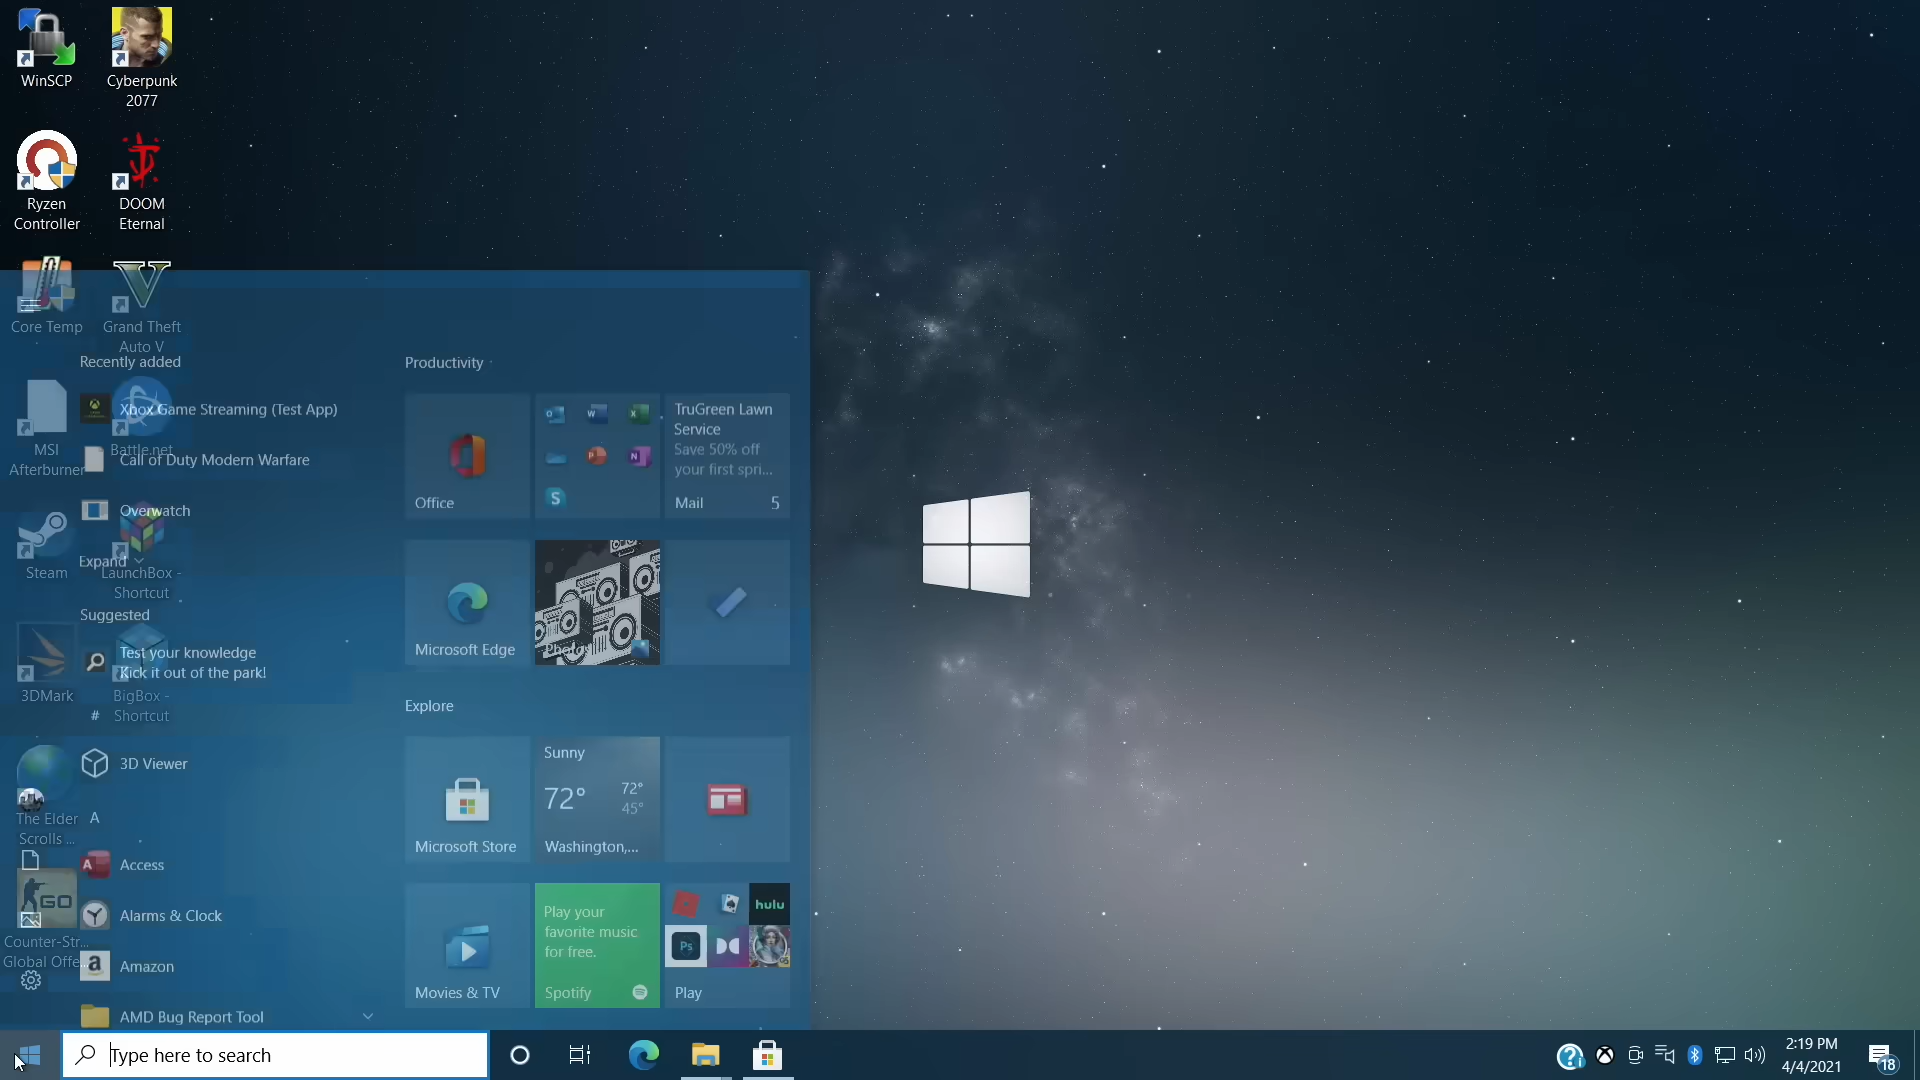 WinSCP
Cyberpunk
2077
Ryzen
Controller
DOOM
Eternal
Core Temp
Grand Theft
Auto V
MSI
Afterburner
Battle.net
Steam
LaunchBox -
Shortcut
3DMark
BigBox -
Shortcut
The Elder
Scrolls ...
GO
Counter-Str...
Global Offe...
Recently added
Xbox Game Streaming (Test App)
Call of Duty Modern Warfare
Overwatch
Expand
Suggested
Test your knowledge
Kick it out of the park!
#
3D Viewer
A
Access
Alarms & Clock
Amazon
AMD Bug Report Tool
Productivity
Office
TruGreen Lawn
Service
Save 50% off
your first spri...
Mail 5
Microsoft Edge
Photos
Explore
Microsoft Store
Sunny
72° 72°
45°
Washington,...
Movies & TV
Play your
favorite music
for free.
Spotify
hulu
Ps
Play
Type here to search
2:19 PM
4/4/2021
18